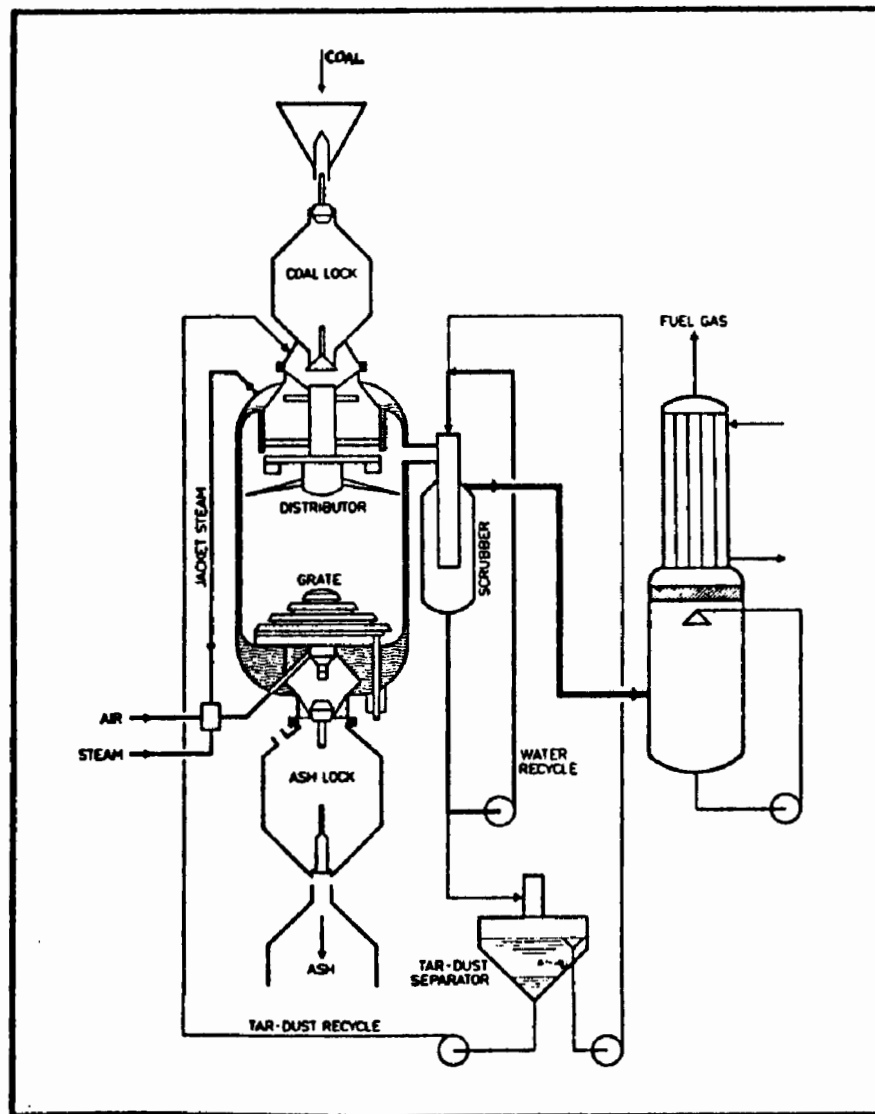 COAL
COAL LOCK
FUEL GAS
JACKET STEAM
DISTRIBUTOR
SCRUBBER
GRATE
AIR
STEAM
ASH LOCK
WATER
RECYCLE
TAR-DUST
SEPARATOR
ASH
TAR-DUST RECYCLE